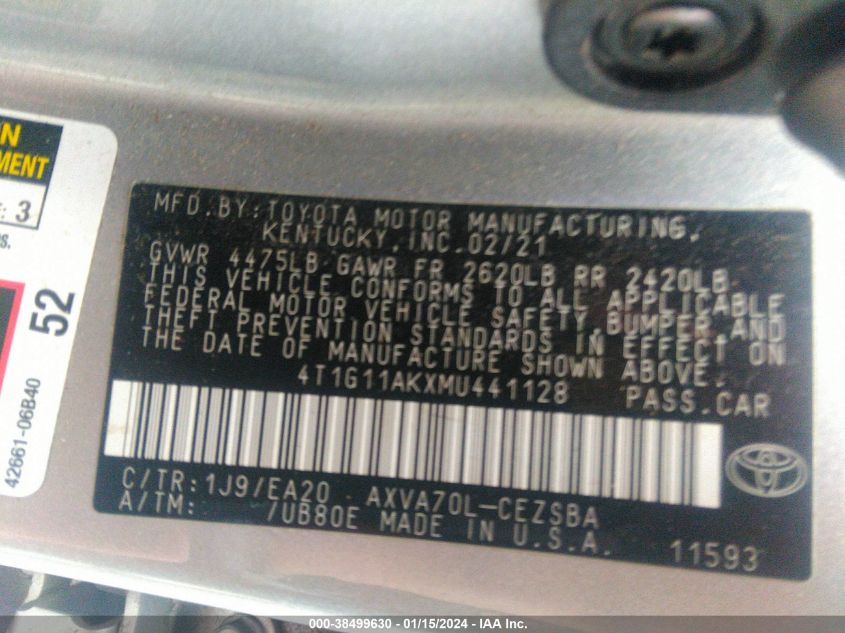 N
MENT
: 3
rs.
52
42661-06B40
MFD.BY:TOYOTA MOTOR MANUFACTURING,
KENTUCKY,INC.02/21
GVWR 4475LB GAWR FR 2620LB RR 2420LB
THIS VEHICLE CONFORMS TO ALL APPLICABLE
FEDERAL MOTOR VEHICLE SAFETY,BUMPER AND
THEFT PREVENTION STANDARDS IN EFFECT ON
THE DATE OF MANUFACTURE SHOWN ABOVE.
4T1G11AKXMU441128 PASS.CAR
C/TR:1J9/EA20 AXVA70L-CEZSBA
A/TM: /UB80E MADE IN U.S.A.
11593
000-38499630 - 01/15/2024 - IAA Inc.